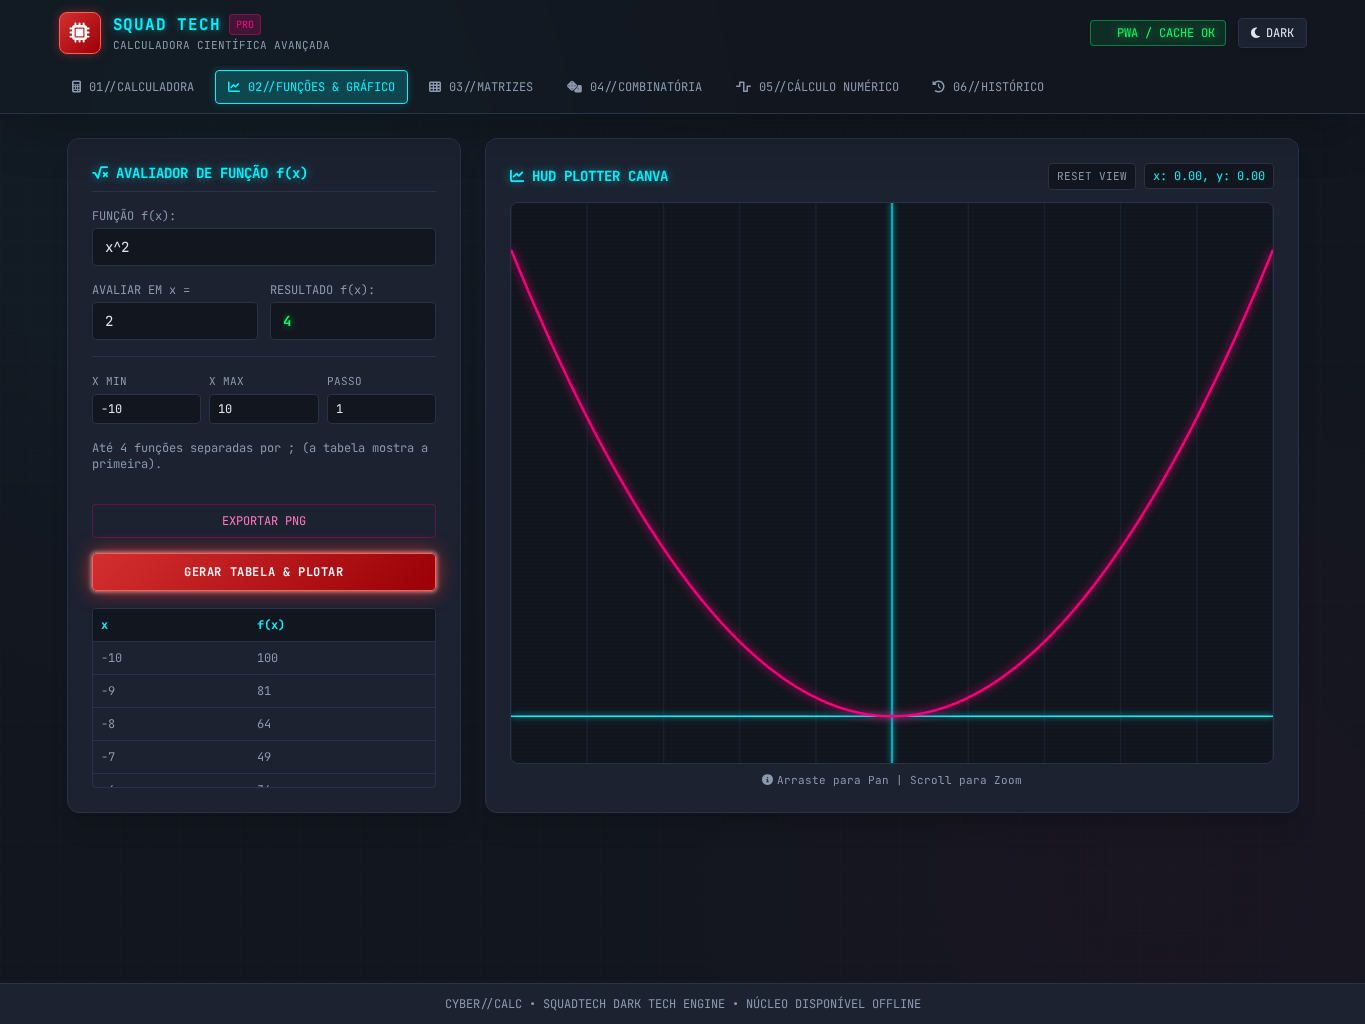 SQUAD TECH PRO
CALCULADORA CIENTÍFICA AVANÇADA
PWA / CACHE OK
DARK
01//CALCULADORA
02//FUNÇÕES & GRÁFICO
03//MATRIZES
04//COMBINATÓRIA
05//CÁLCULO NUMÉRICO
06//HISTÓRICO
AVALIADOR DE FUNÇÃO f(x)
FUNÇÃO f(x):
x^2
AVALIAR EM x =
RESULTADO f(x):
2
4
X MIN
X MAX
PASSO
-10
10
1
Até 4 funções separadas por ; (a tabela mostra a
primeira).
EXPORTAR PNG
GERAR TABELA & PLOTAR
x f(x)
-10 100
-9 81
-8 64
-7 49
HUD PLOTTER CANVA
RESET VIEW
x: 0.00, y: 0.00
Arraste para Pan | Scroll para Zoom
CYBER//CALC • SQUADTECH DARK TECH ENGINE • NÚCLEO DISPONÍVEL OFFLINE